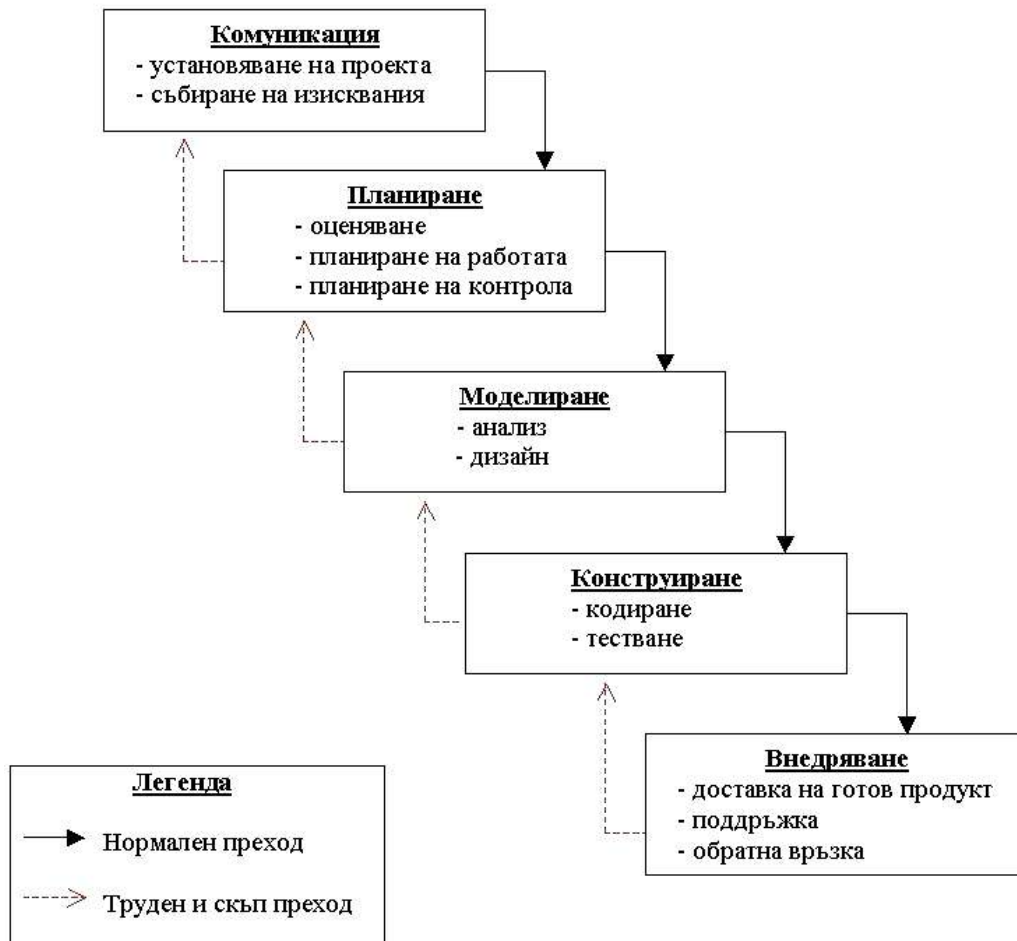 Комуникация
- установяване на проекта
- събиране на изисквания
Планиране
- оценяване
- планиране на работата
- планиране на контрола
Моделиране
- анализ
- дизайн
Конструиране
- кодиране
- тестване
Внедряване
- доставка на готов продукт
- поддръжка
- обратна връзка
Легенда
Нормален преход
Труден и скъп преход